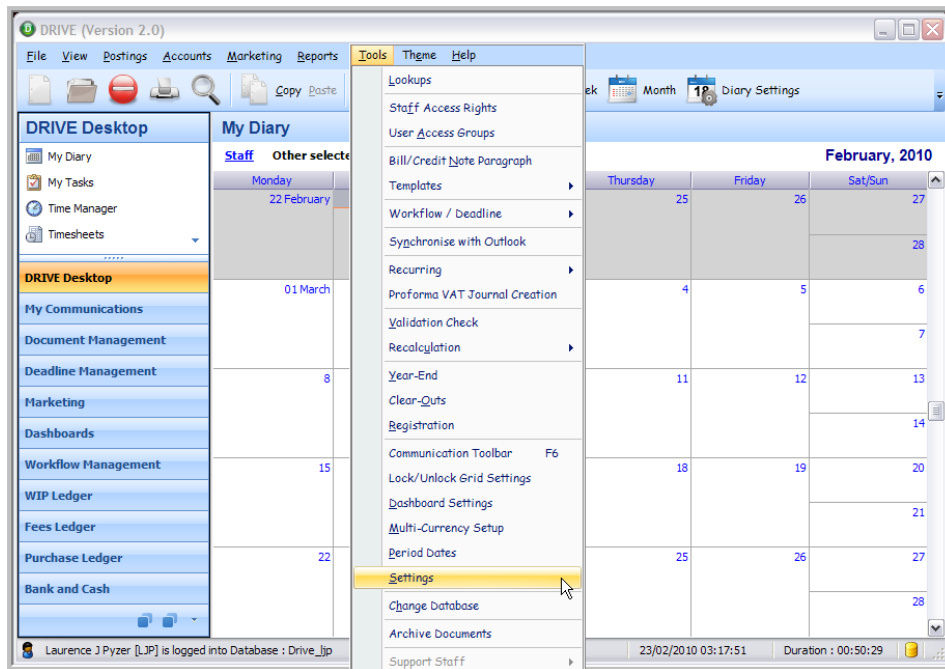 DRIVE (Version 2.0)
File View Postings Accounts Marketing Reports Tools Theme Help
Copy Paste
ek Month 18 Diary Settings
DRIVE Desktop
My Diary
My Tasks
Time Manager
Timesheets
DRIVE Desktop
My Communications
Document Management
Deadline Management
Marketing
Dashboards
Workflow Management
WIP Ledger
Fees Ledger
Purchase Ledger
Bank and Cash
My Diary
Staff Other selecte
February, 2010
Monday Thursday Friday Sat/Sun
22 February 25 26 27
28
01 March 4 5 6
7
8 11 12 13
14
15 18 19 20
21
22 25 26 27
28
Lookups
Staff Access Rights
User Access Groups
Bill/Credit Note Paragraph
Templates
Workflow / Deadline
Synchronise with Outlook
Recurring
Proforma VAT Journal Creation
Validation Check
Recalculation
Year-End
Clear-Outs
Registration
Communication Toolbar F6
Lock/Unlock Grid Settings
Dashboard Settings
Multi-Currency Setup
Period Dates
Settings
Change Database
Archive Documents
Support Staff
Laurence J Pyzer [LJP] is logged into Database : Drive_ljp
23/02/2010 03:17:51
Duration : 00:50:29